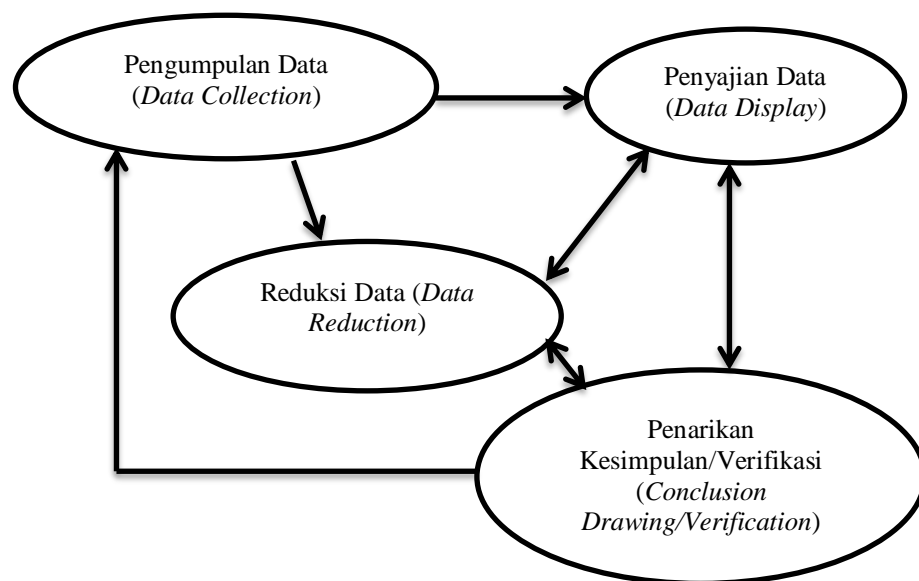 Pengumpulan Data
(Data Collection)
Penyajian Data
(Data Display)
Reduksi Data (Data
Reduction)
Penarikan
Kesimpulan/Verifikasi
(Conclusion
Drawing/Verification)